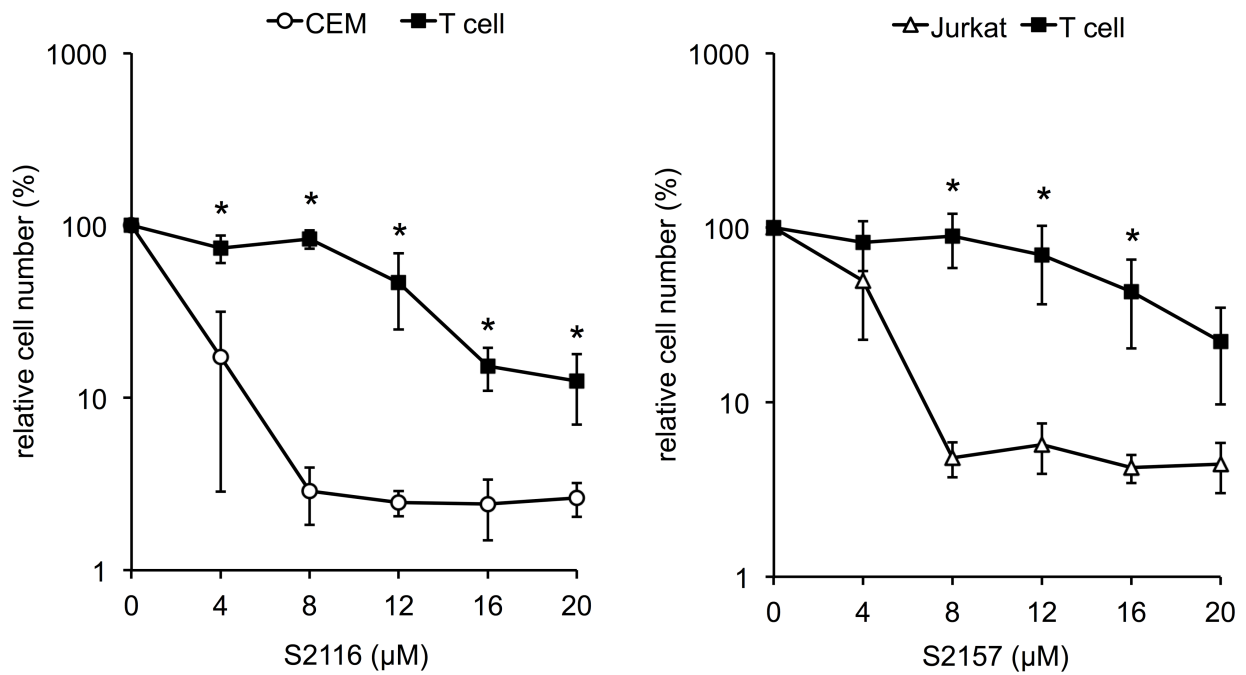 CEM T cell
1000
100
10
1
relative cell number (%)
* * * * *
0 4 8 12 16 20
S2116 (µM)
Jurkat T cell
1000
100
10
1
relative cell number (%)
* * *
0 4 8 12 16 20
S2157 (µM)